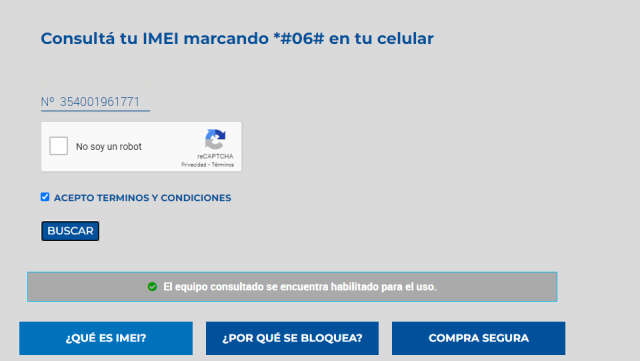 Consultá tu IMEI marcando *#06# en tu celular
Nº 354001961771
No soy un robot
reCAPTCHA
Privacidad - Términos
ACEPTO TERMINOS Y CONDICIONES
BUSCAR
El equipo consultado se encuentra habilitado para el uso.
¿QUÉ ES IMEI? ¿POR QUÉ SE BLOQUEA? COMPRA SEGURA